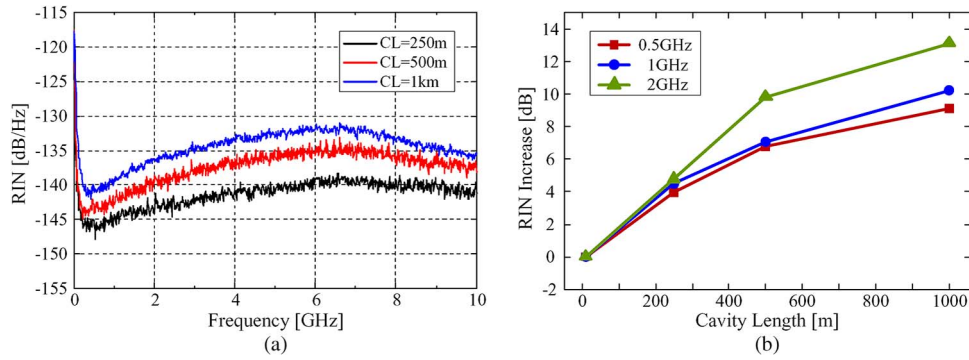 (a)
RIN [dB/Hz]
-115
-120
-125
-130
-135
-140
-145
-150
-155
CL=250m
CL=500m
CL=1km
0 2 4 6 8 10
Frequency [GHz]
(a)
(b)
RIN Increase [dB]
14
12
10
8
6
4
2
0
-2
0.5GHz
1GHz
2GHz
0 200 400 600 800 1000
Cavity Length [m]
(b)